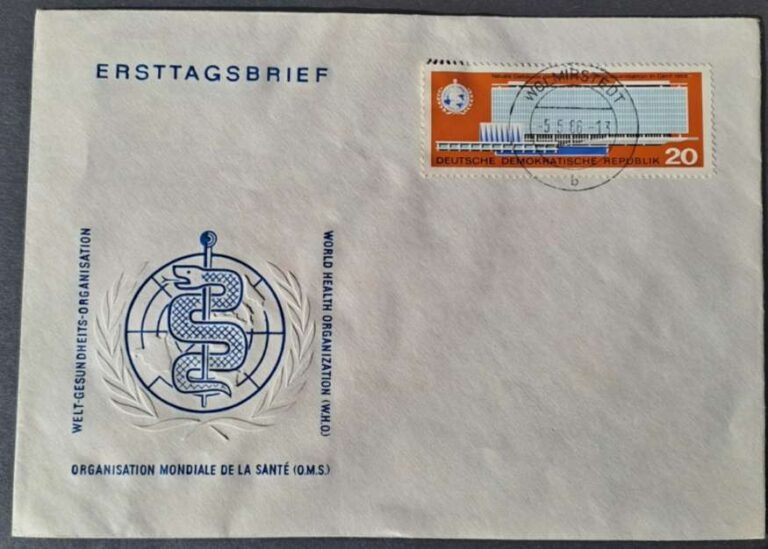 ERSTTAGSBRIEF
WOLMIRSTEDT
-5.5.66-13
b
DEUTSCHE DEMOKRATISCHE REPUBLIK 20
WELT-GESUNDHEITS-ORGANISATION
WORLD HEALTH ORGANIZATION (W.H.O)
ORGANISATION MONDIALE DE LA SANTÉ (O.M.S.)